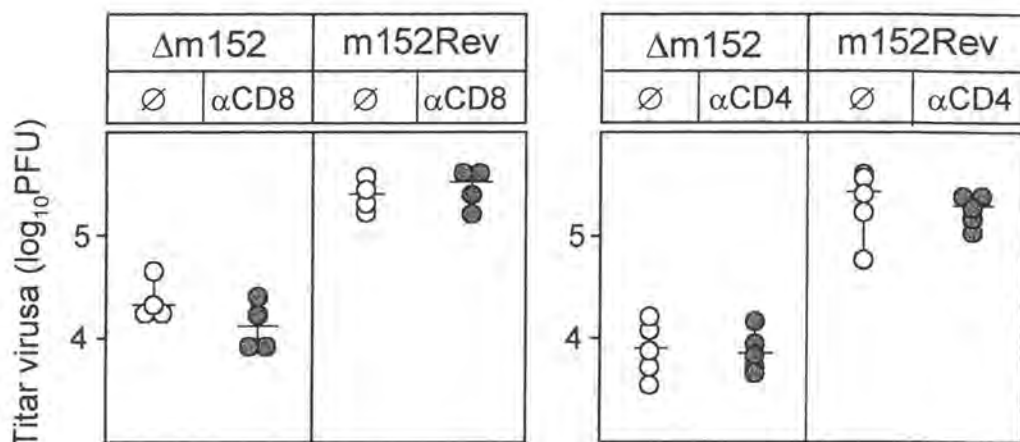 Δm152 m152Rev
Ø αCD8 Ø αCD8
Δm152 m152Rev
Ø αCD4 Ø αCD4
Titar virusa (log₁₀PFU)
5
4
5
4